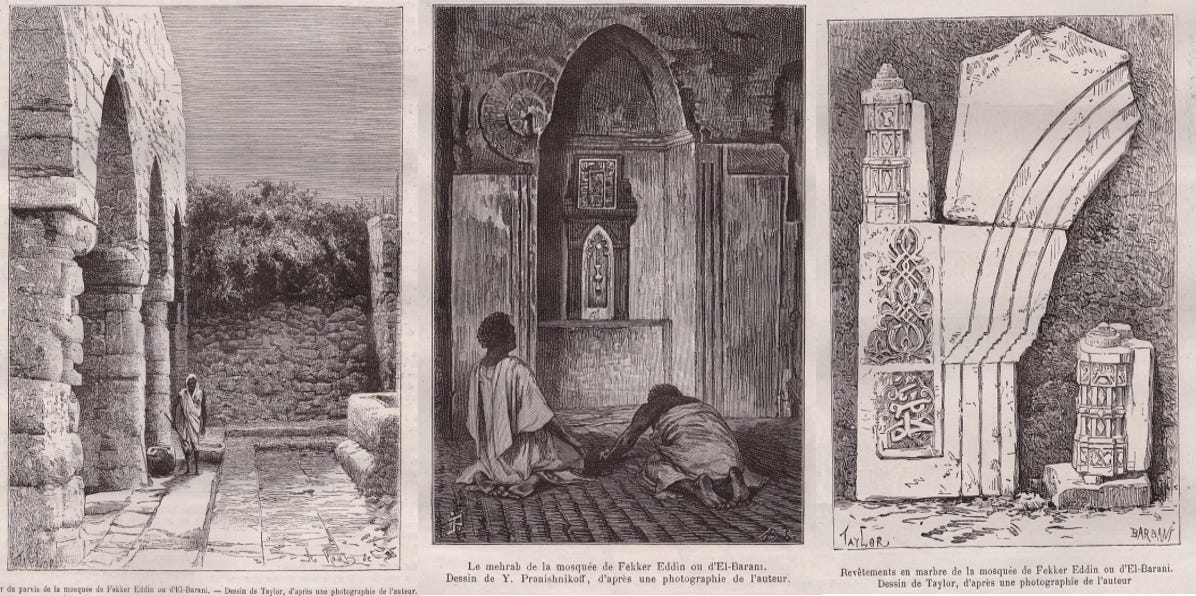 r du parvis de la mosquée de Fekker Eddin ou d'El-Barani. — Dessin de Taylor, d'après une photographie de l'auteur.
Le mehrab de la mosquée de Fekker Eddin ou d'El-Barani.
Dessin de Y. Pranishnikoff, d'après une photographie de l'auteur.
TAYLOR
BARBANT
Revêtements en marbre de la mosquée de Fekker Eddin ou d'El-Barani.
Dessin de Taylor, d'après une photographie de l'auteur